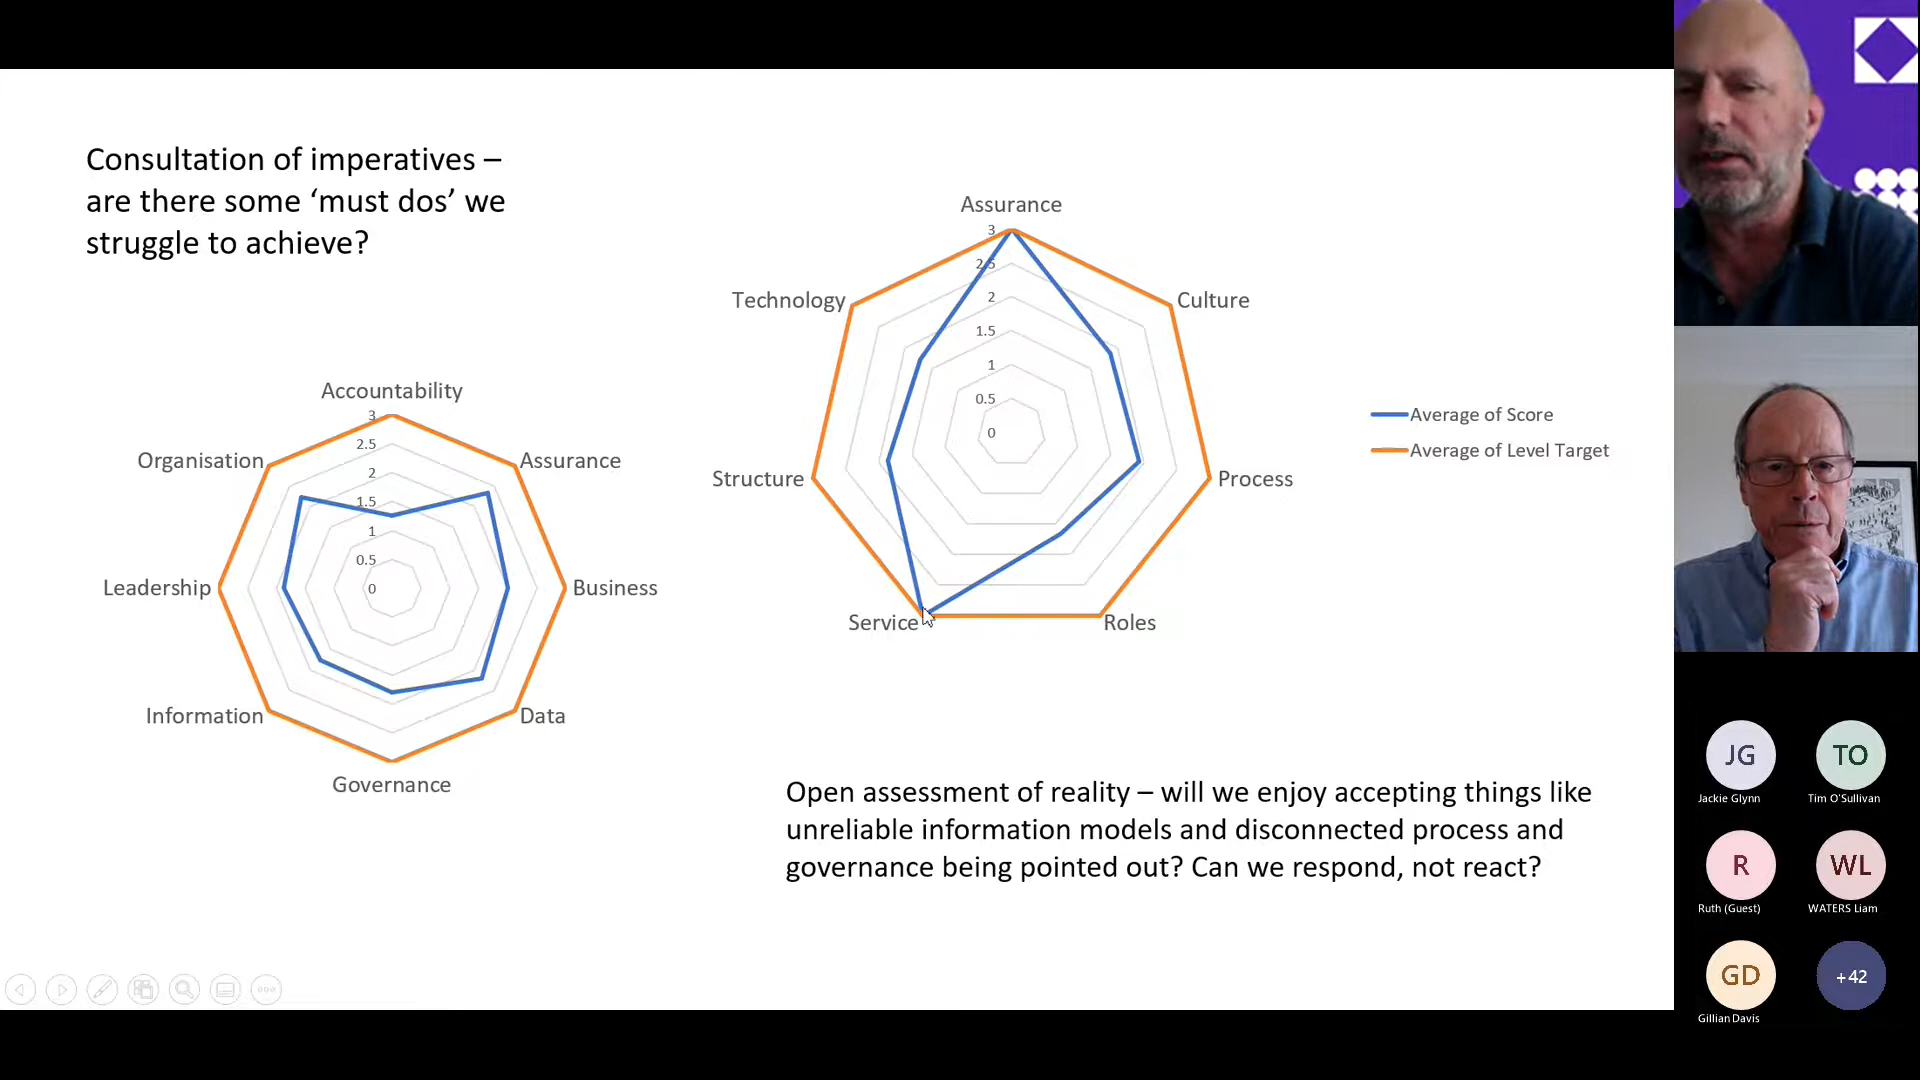 Consultation of imperatives –
are there some ‘must dos’ we
struggle to achieve?
Accountability
Assurance
Business
Data
Governance
Information
Leadership
Organisation
3
2.5
2
1.5
1
0.5
0
Assurance
Culture
Process
Roles
Service
Structure
Technology
3
2.5
2
1.5
1
0.5
0
Average of Score
Average of Level Target
Open assessment of reality – will we enjoy accepting things like
unreliable information models and disconnected process and
governance being pointed out? Can we respond, not react?
JG
Jackie Glynn
TO
Tim O'Sullivan
R
Ruth (Guest)
WL
WATERS Liam
GD
Gillian Davis
+42